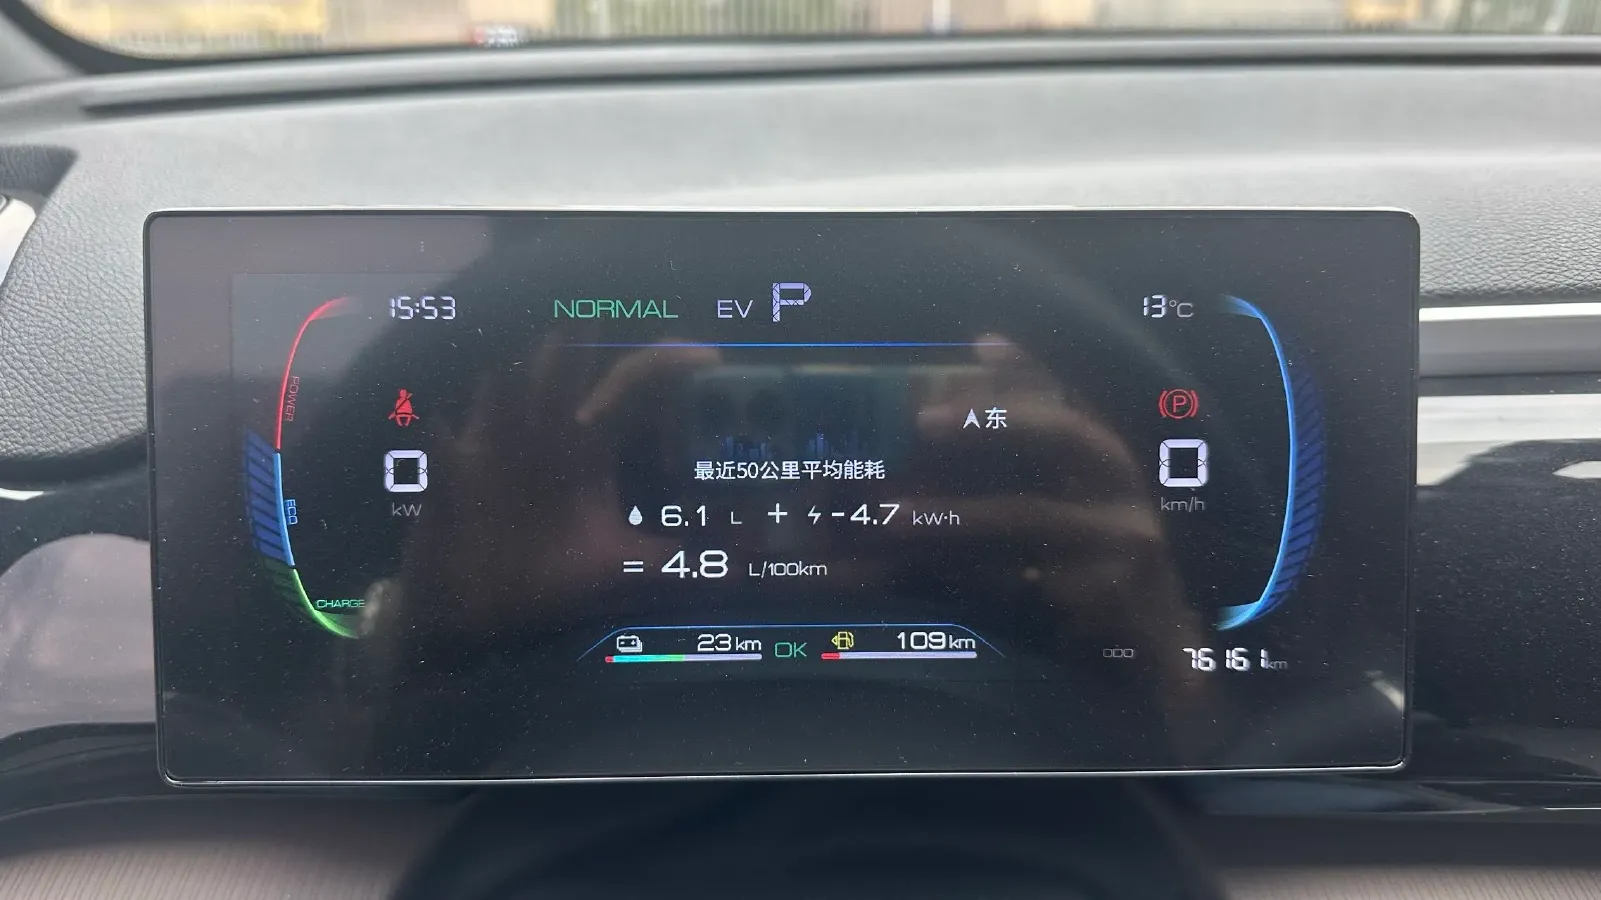 15:53 NORMAL EV P 13°C
POWER
东
0 0
kW km/h
最近50公里平均能耗
ECO
6.1 L + -4.7 kW·h
= 4.8 L/100km
CHARGE
23 km OK 109 km
ODO 76161 km